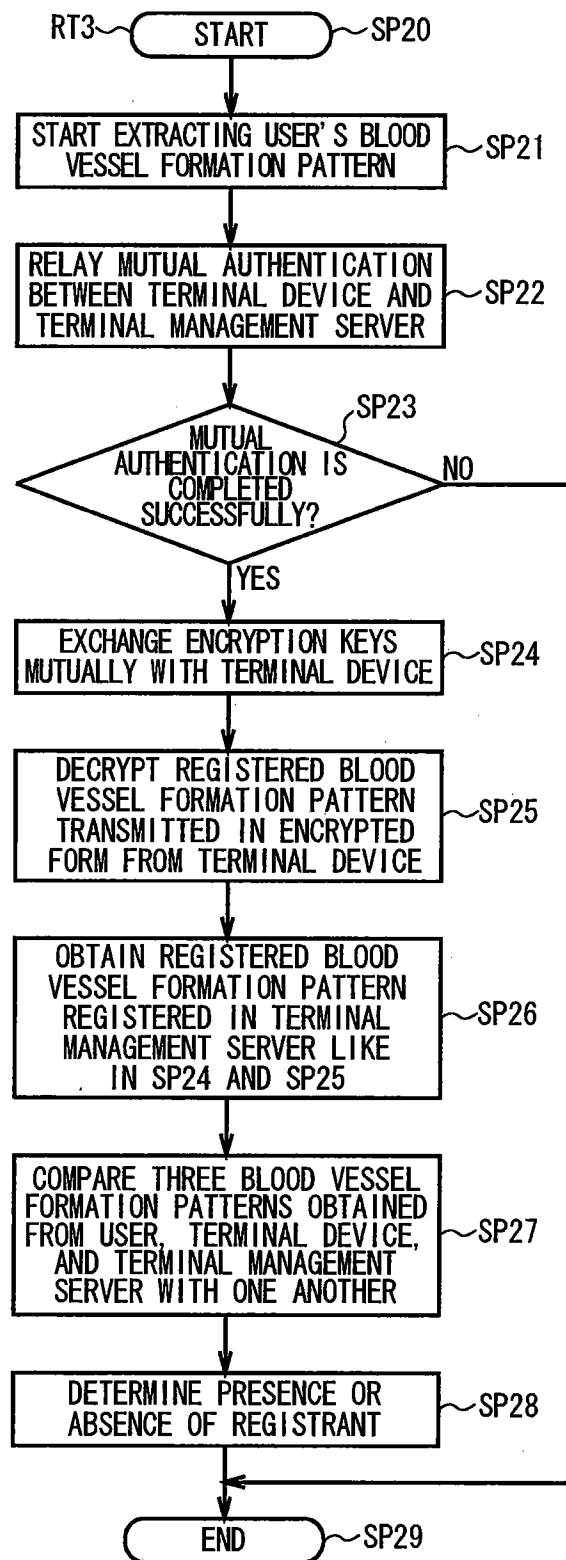 RT3 START SP20
START EXTRACTING USER'S BLOOD
VESSEL FORMATION PATTERN
SP21
RELAY MUTUAL AUTHENTICATION
BETWEEN TERMINAL DEVICE AND
TERMINAL MANAGEMENT SERVER
SP22
SP23
MUTUAL
AUTHENTICATION IS
COMPLETED
SUCCESSFULLY?
NO
YES
EXCHANGE ENCRYPTION KEYS
MUTUALLY WITH TERMINAL DEVICE
SP24
DECRYPT REGISTERED BLOOD
VESSEL FORMATION PATTERN
TRANSMITTED IN ENCRYPTED
FORM FROM TERMINAL DEVICE
SP25
OBTAIN REGISTERED BLOOD
VESSEL FORMATION PATTERN
REGISTERED IN TERMINAL
MANAGEMENT SERVER LIKE
IN SP24 AND SP25
SP26
COMPARE THREE BLOOD VESSEL
FORMATION PATTERNS OBTAINED
FROM USER, TERMINAL DEVICE,
AND TERMINAL MANAGEMENT
SERVER WITH ONE ANOTHER
SP27
DETERMINE PRESENCE OR
ABSENCE OF REGISTRANT
SP28
END SP29